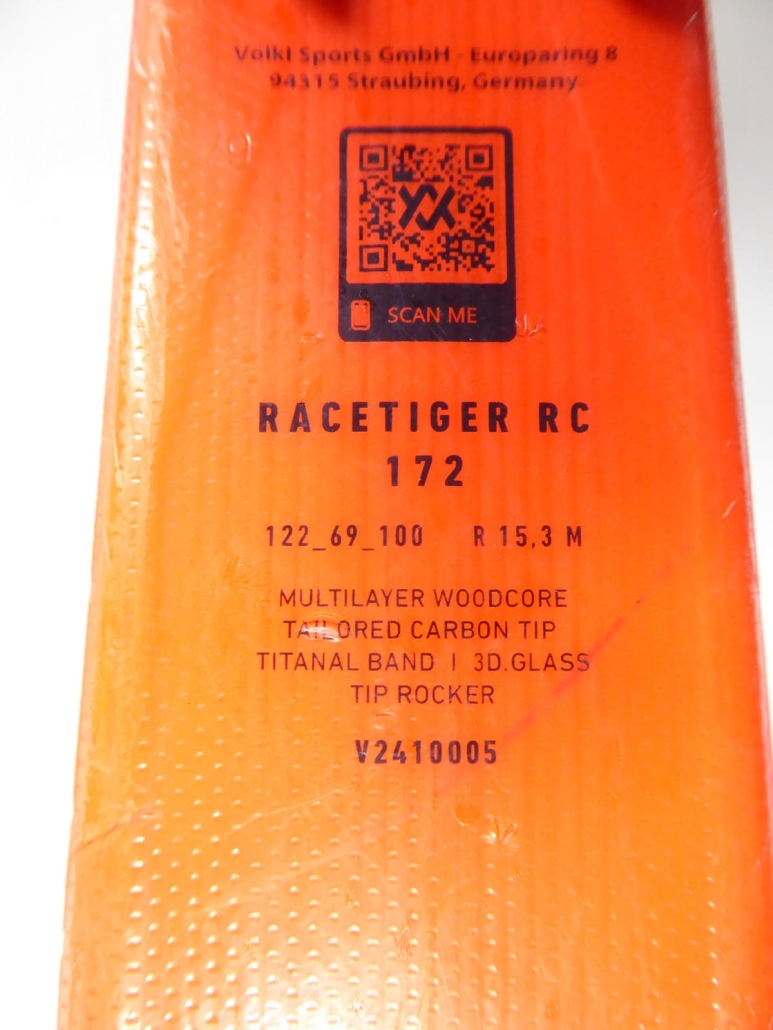 Volkl Sports GmbH · Europaring 8
94315 Straubing, Germany
SCAN ME
RACETIGER RC
172
122_69_100 R 15,3 M
MULTILAYER WOODCORE
TAILORED CARBON TIP
TITANAL BAND | 3D.GLASS
TIP ROCKER
V2410005